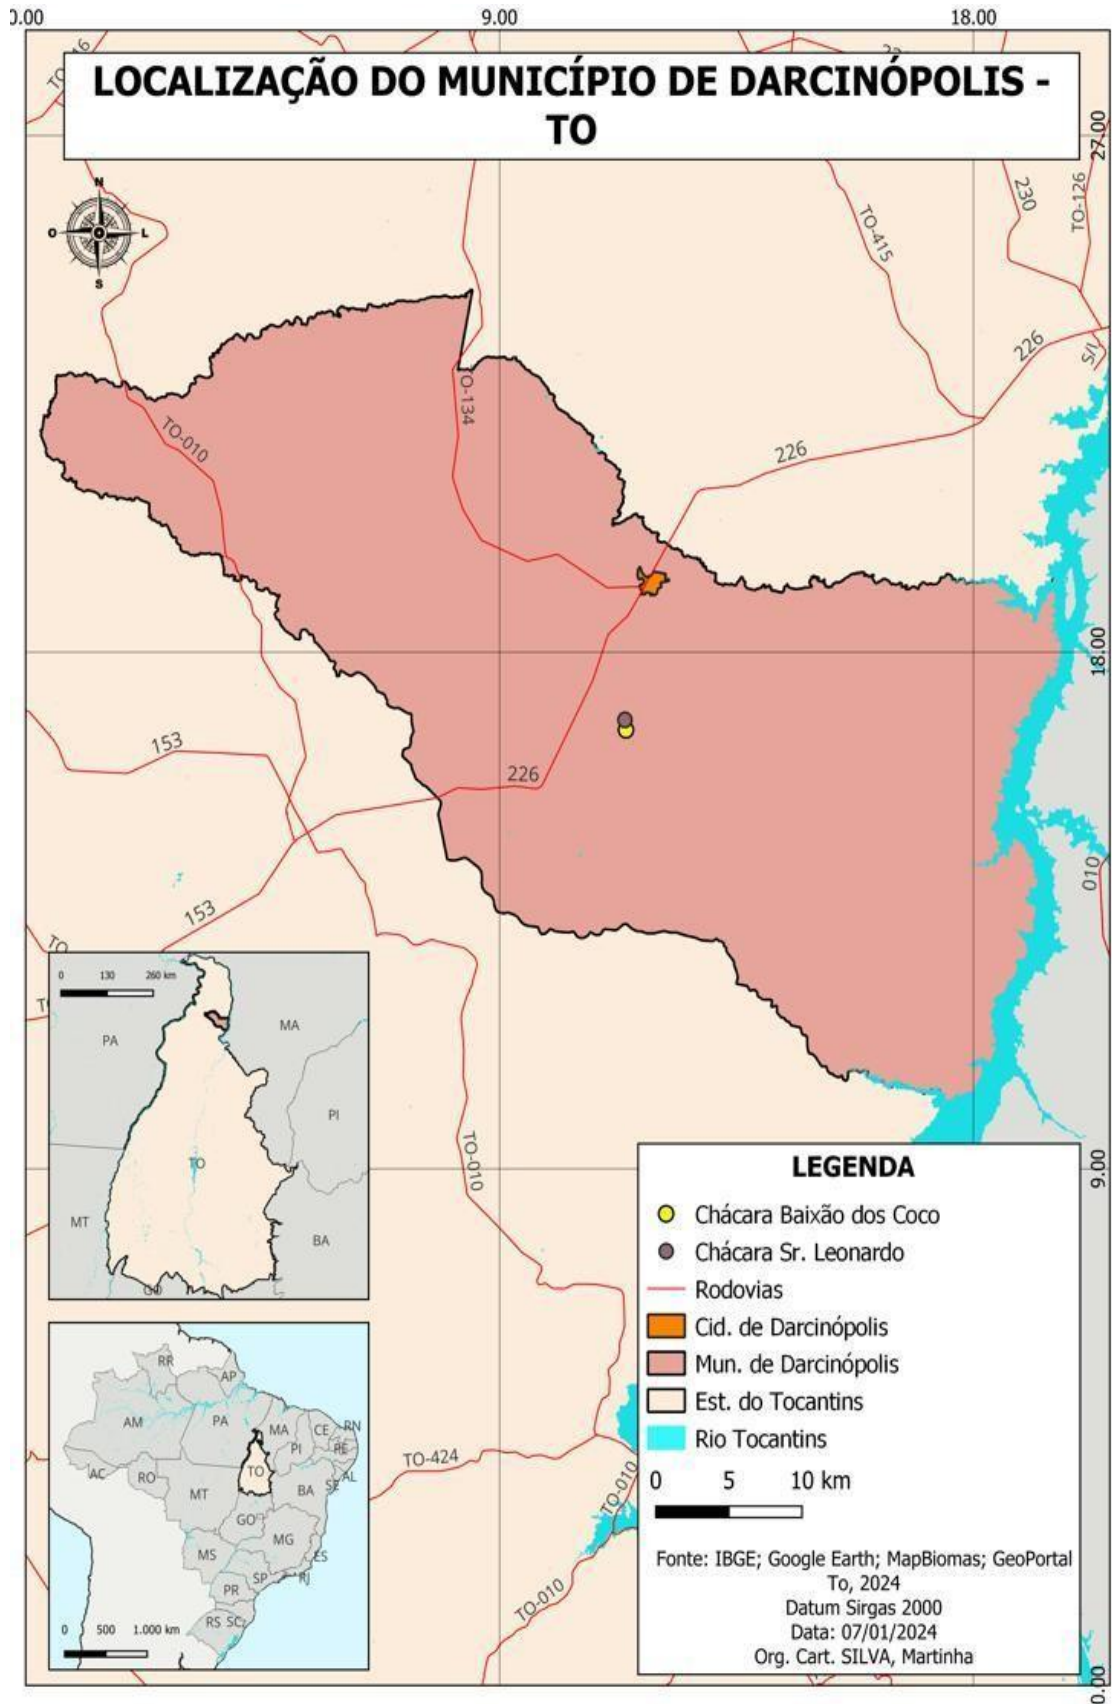 0.00
9.00
18.00
LOCALIZAÇÃO DO MUNICÍPIO DE DARCINÓPOLIS -
TO
27.00
N
O
L
S
230
TO-126
TO-415
226
S/I
TO-134
TO-010
226
18.00
153
226
010
153
TO
0
130
260 km
PA
MA
PI
TO
MT
BA
GO
TO-010
9.00
LEGENDA
Chácara Baixão dos Coco
Chácara Sr. Leonardo
Rodovias
Cid. de Darcinópolis
Mun. de Darcinópolis
Est. do Tocantins
Rio Tocantins
0 5 10 km
Fonte: IBGE; Google Earth; MapBiomas; GeoPortal
To, 2024
Datum Sirgas 2000
Data: 07/01/2024
Org. Cart. SILVA, Martinha
RR
AP
AM
PA
MA
CE
RN
PI
PE
AC
RO
TO
AL
SE
MT
BA
GO
MG
MS
ES
SP
RJ
PR
RS
SC
0
500
1.000 km
TO-424
TO-010
TO-010
0.00